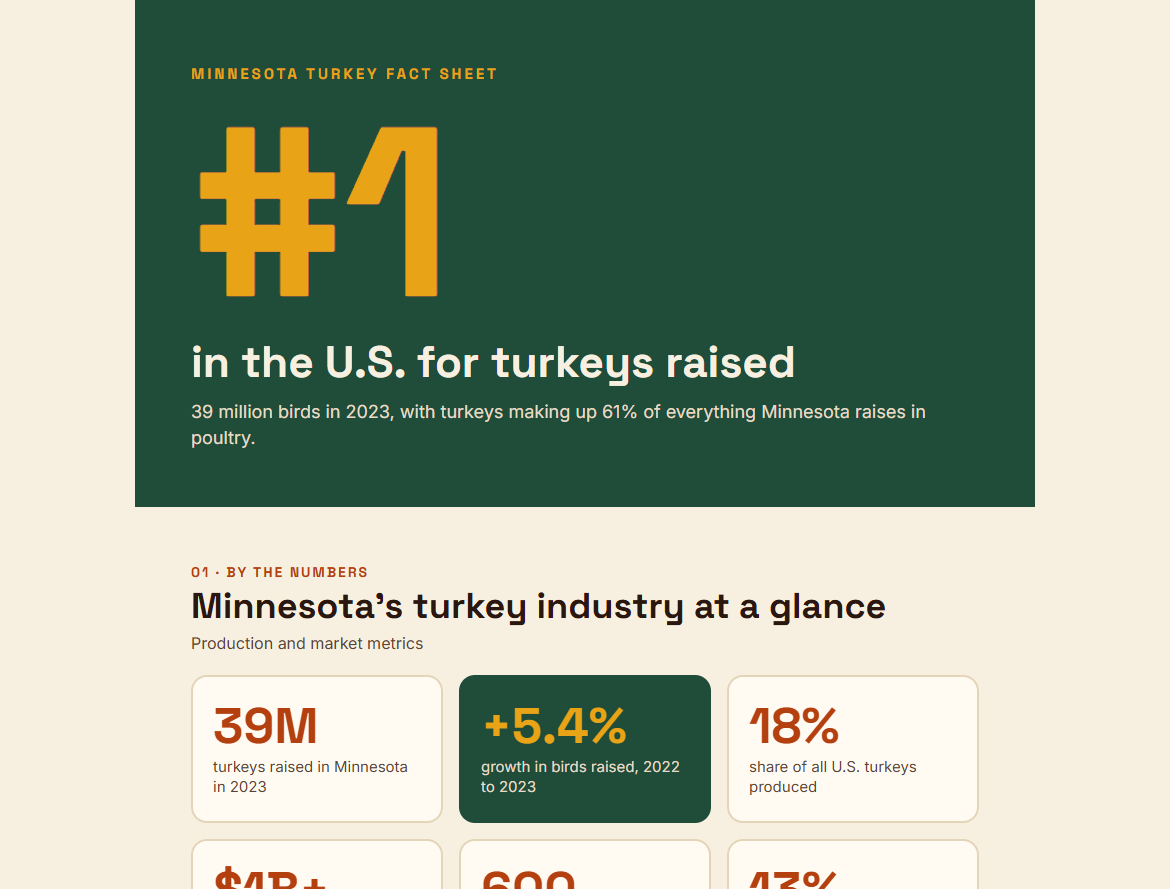 MINNESOTA TURKEY FACT SHEET
#1
in the U.S. for turkeys raised
39 million birds in 2023, with turkeys making up 61% of everything Minnesota raises in
poultry.
01 · BY THE NUMBERS
Minnesota’s turkey industry at a glance
Production and market metrics
39M
turkeys raised in Minnesota
in 2023
+5.4%
growth in birds raised, 2022
to 2023
18%
share of all U.S. turkeys
produced
$1B+
600